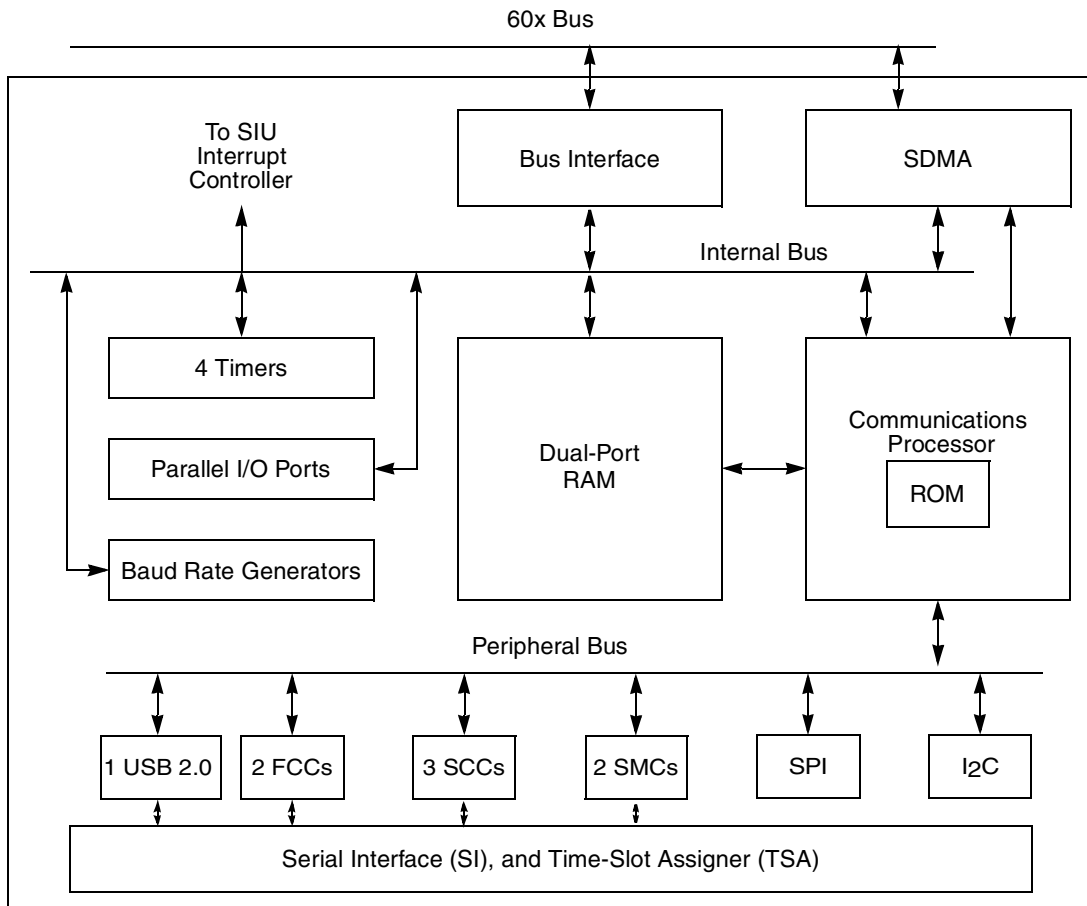 60x Bus
To SIU
Interrupt
Controller
Bus Interface
SDMA
Internal Bus
4 Timers
Parallel I/O Ports
Baud Rate Generators
Dual-Port
RAM
Communications
Processor
ROM
Peripheral Bus
1 USB 2.0
2 FCCs
3 SCCs
2 SMCs
SPI
I2C
Serial Interface (SI), and Time-Slot Assigner (TSA)